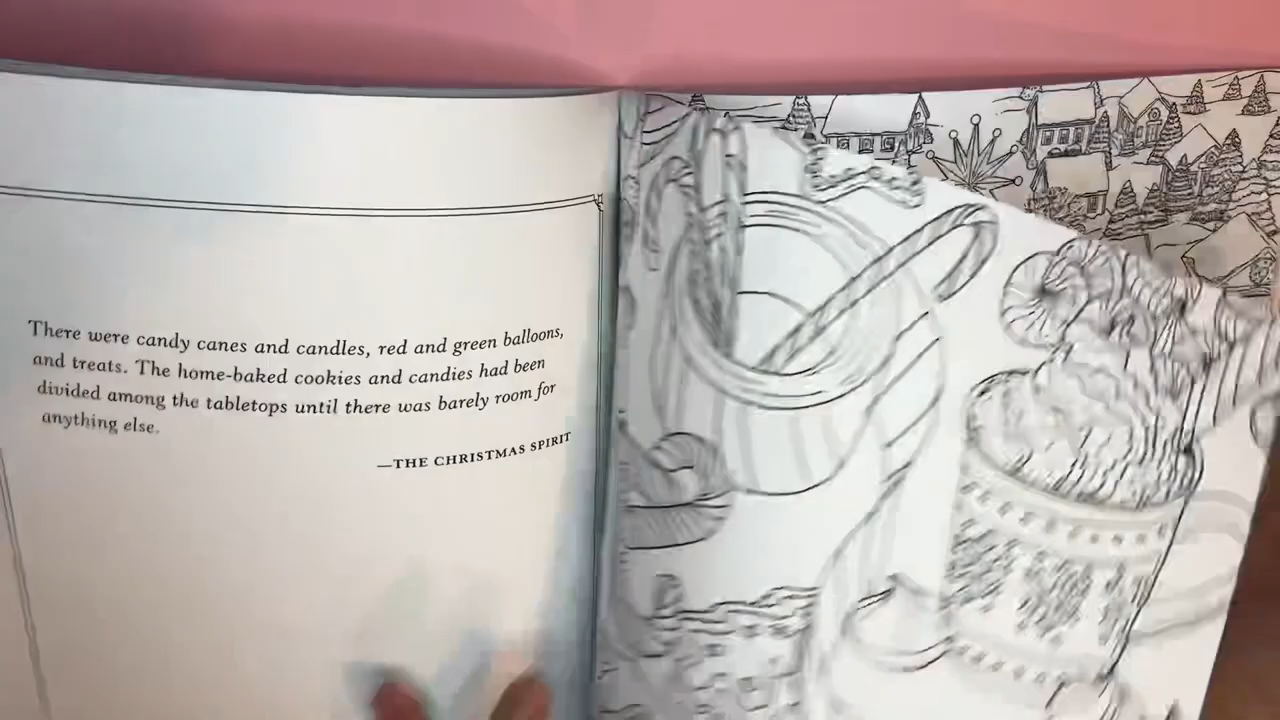 There were candy canes and candles, red and green balloons,
and treats. The home-baked cookies and candies had been
divided among the tabletops until there was barely room for
anything else.
—THE CHRISTMAS SPIRIT